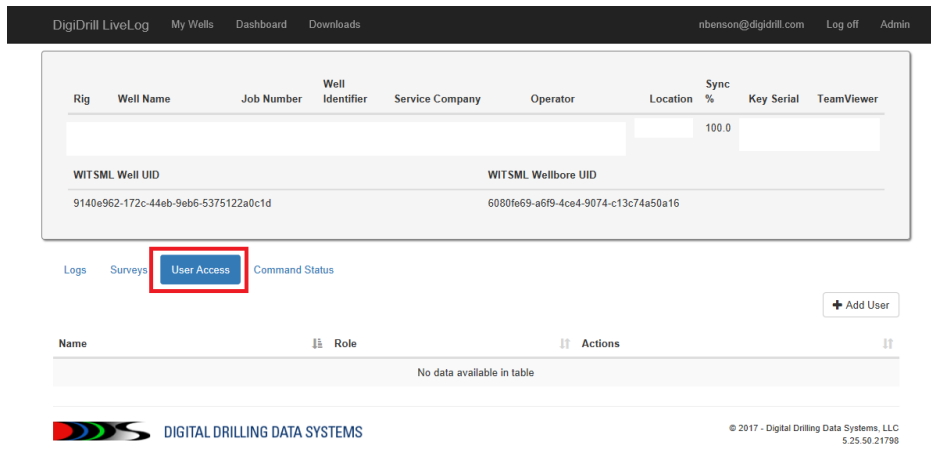 DigiDrill LiveLog My Wells Dashboard Downloads nbenson@digidrill.com Log off Admin
Rig Well Name Job Number Well Identifier Service Company Operator Location Sync % Key Serial TeamViewer
100.0
WITSML Well UID WITSML Wellbore UID
9140e962-172c-44eb-9eb6-5375122a0c1d 6080fe69-a6f9-4ce4-9074-c13c74a50a16
Logs Surveys User Access Command Status
+ Add User
Name Role Actions
No data available in table
DIGITAL DRILLING DATA SYSTEMS © 2017 - Digital Drilling Data Systems, LLC
5.25.50.21798